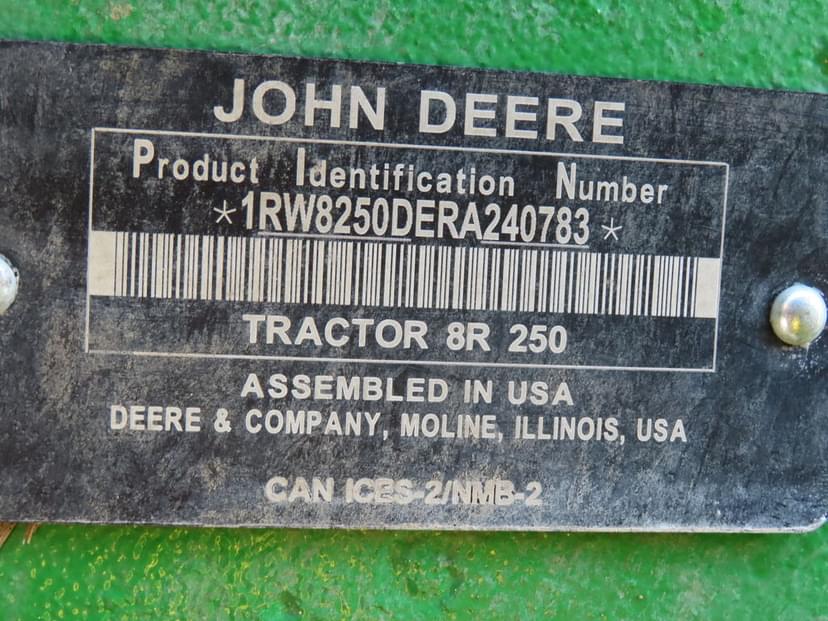 JOHN DEERE
Product Identification Number
*1RW8250DERA240783*
TRACTOR 8R 250
ASSEMBLED IN USA
DEERE & COMPANY, MOLINE, ILLINOIS, USA
CAN ICES-2/NMB-2